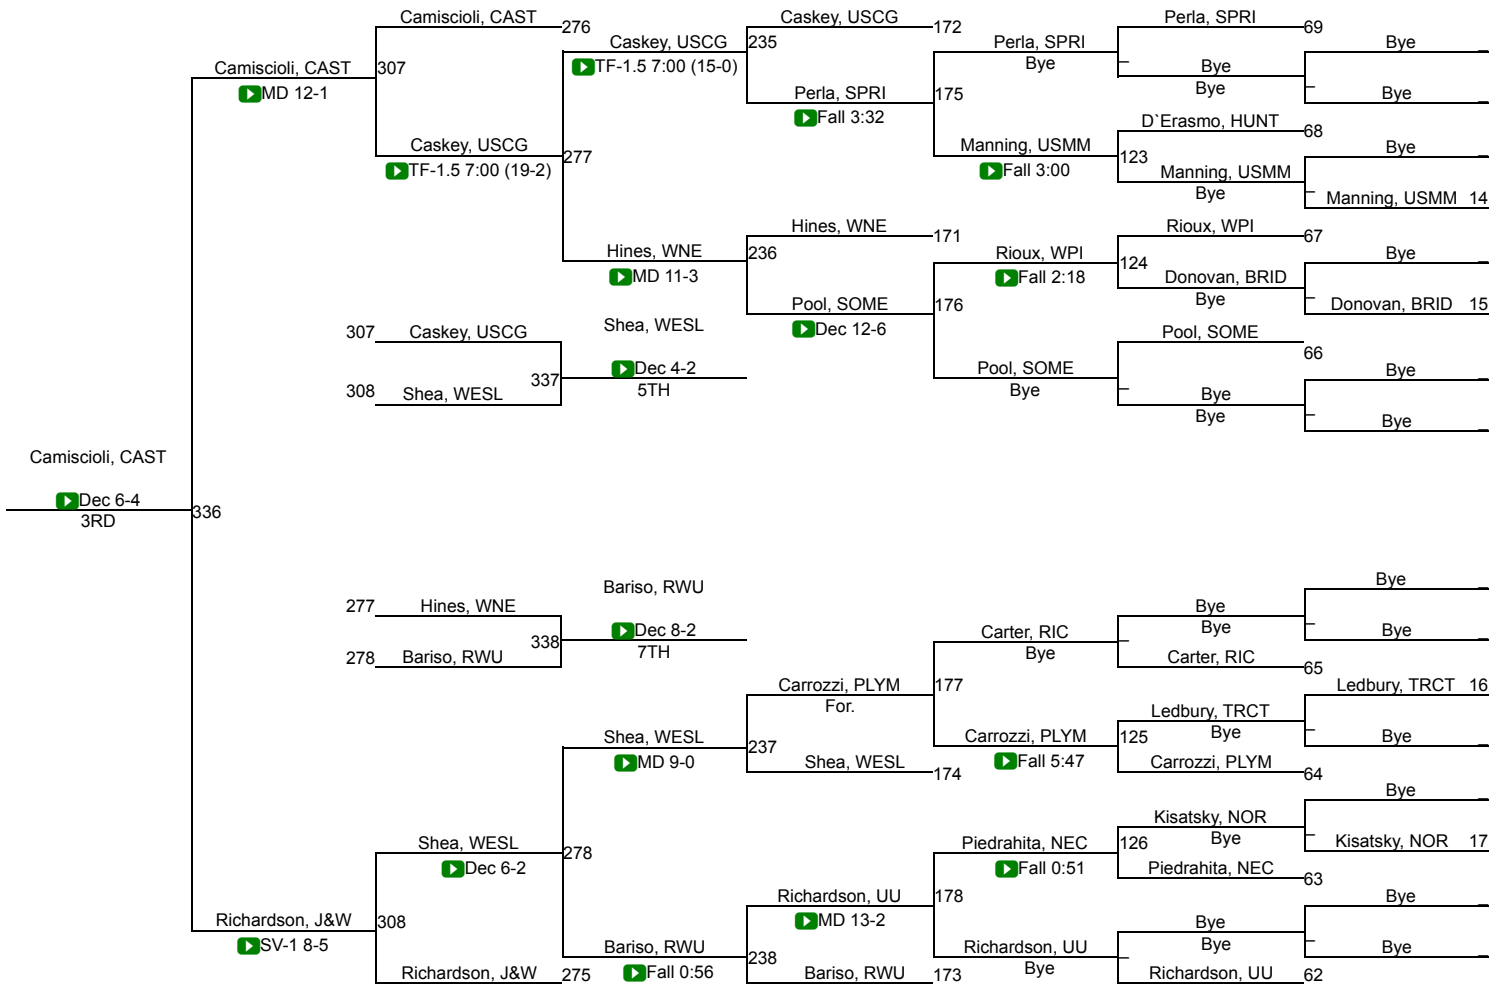 Camiscioli, CAST
276
Caskey, USCG
172
Perla, SPRI
69
Caskey, USCG
235
Perla, SPRI
Bye
Bye
TF-1.5 7:00 (15-0)
Bye
Bye
Camiscioli, CAST
307
MD 12-1
Perla, SPRI
175
Bye
Bye
Fall 3:32
D`Erasmo, HUNT
68
Caskey, USCG
277
Manning, USMM
123
Bye
TF-1.5 7:00 (19-2)
Fall 3:00
Manning, USMM
Bye
Manning, USMM 14
Hines, WNE
171
Rioux, WPI
67
Hines, WNE
236
Rioux, WPI
124
Bye
MD 11-3
Fall 2:18
Donovan, BRID
Bye
Pool, SOME
176
Donovan, BRID 15
307 Caskey, USCG
Shea, WESL
Dec 12-6
Pool, SOME
66
337
Dec 4-2
5TH
Pool, SOME
Bye
Bye
308 Shea, WESL
Bye
Bye
Bye
Camiscioli, CAST
Dec 6-4
3RD
336
Bye
277 Hines, WNE
Bariso, RWU
Bye
Bye
338
Dec 8-2
7TH
Carter, RIC
Bye
Bye
278 Bariso, RWU
Carter, RIC
65
Carrozzi, PLYM
For.
177
Ledbury, TRCT 16
Ledbury, TRCT
Bye
Shea, WESL
237
Carrozzi, PLYM
125
Bye
MD 9-0
Shea, WESL
174
Fall 5:47
Carrozzi, PLYM
64
Bye
Kisatsky, NOR
Bye
Shea, WESL
278
Piedrahita, NEC
126
Kisatsky, NOR 17
Dec 6-2
Fall 0:51
Piedrahita, NEC
63
Richardson, UU
178
Bye
Richardson, J&W
308
MD 13-2
Bye
Bye
SV-1 8-5
Bariso, RWU
238
Richardson, UU
Bye
Bye
Richardson, J&W
275
Fall 0:56
Bariso, RWU
173
Richardson, UU
62